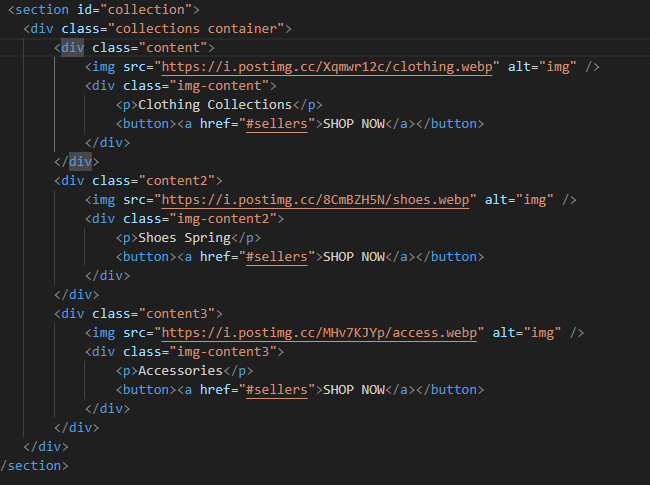 <section id="collection">
<div class="collections container">
<div class="content">
<img src="https://i.postimg.cc/Xqmwr12c/clothing.webp" alt="img" />
<div class="img-content">
<p>Clothing Collections</p>
<button><a href="#sellers">SHOP NOW</a></button>
</div>
</div>
<div class="content2">
<img src="https://i.postimg.cc/8CmBZH5N/shoes.webp" alt="img" />
<div class="img-content2">
<p>Shoes Spring</p>
<button><a href="#sellers">SHOP NOW</a></button>
</div>
</div>
<div class="content3">
<img src="https://i.postimg.cc/MHv7KJYp/access.webp" alt="img" />
<div class="img-content3">
<p>Accessories</p>
<button><a href="#sellers">SHOP NOW</a></button>
</div>
</div>
</div>
/section>